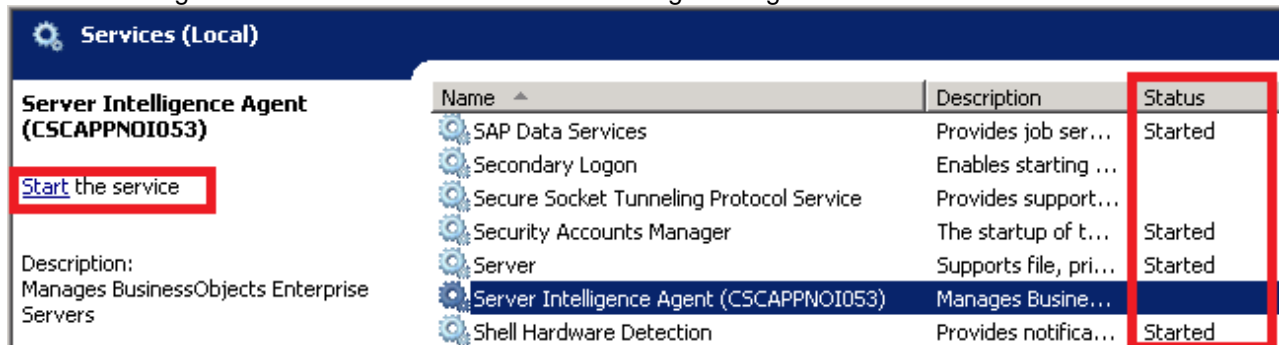 Services (Local)
Server Intelligence Agent
(CSCAPPNOI053)
Start the service
Description:
Manages BusinessObjects Enterprise
Servers
Name Description Status
SAP Data Services Provides job ser... Started
Secondary Logon Enables starting ...
Secure Socket Tunneling Protocol Service Provides support...
Security Accounts Manager The startup of t... Started
Server Supports file, pri... Started
Server Intelligence Agent (CSCAPPNOI053) Manages Busine...
Shell Hardware Detection Provides notifica... Started